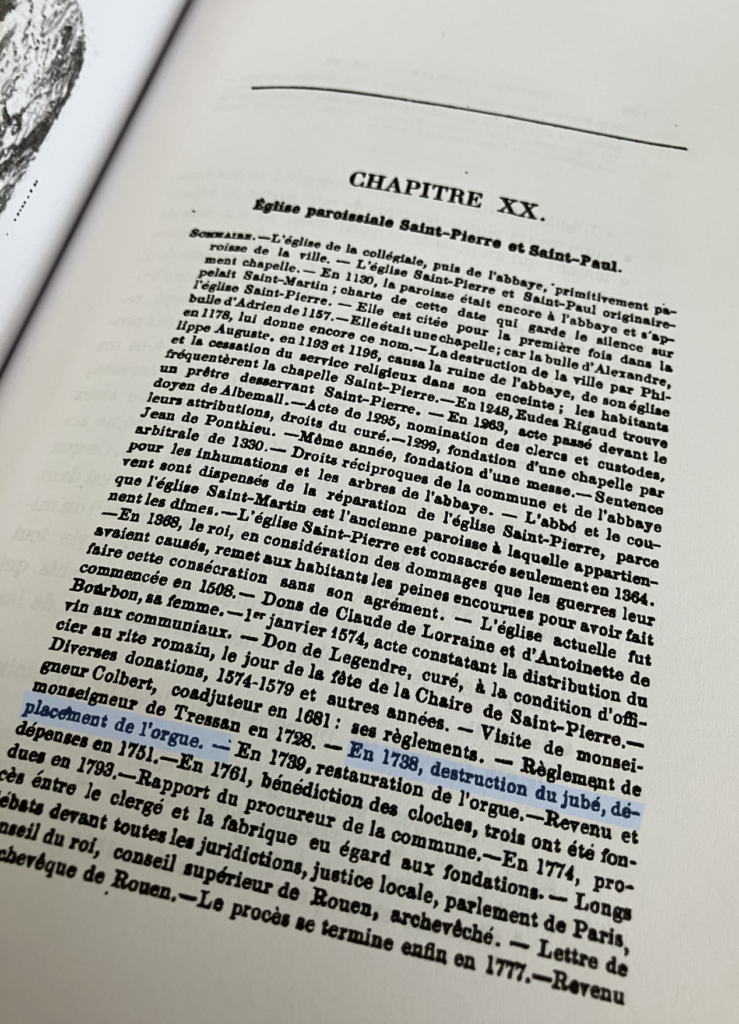 CHAPITRE XX.
Église paroissiale Saint-Pierre et Saint-Paul.
SOMMAIRE.—L'église de la collégiale, puis de l'abbaye, primitivement pa-
roisse de la ville. — L'église Saint-Pierre et Saint-Paul originaire-
ment chapelle. — En 1130, la paroisse était encore à l'abbaye et s'ap-
pelait Saint-Martin ; charte de cette date qui garde le silence sur
l'église Saint-Pierre. — Elle est citée pour la première fois dans la
bulle d'Adrien de 1157.—Elle était une chapelle; car la bulle d'Alexandre,
en 1178, lui donne encore ce nom.—La destruction de la ville par Phi-
lippe Auguste, en 1193 et 1196, causa la ruine de l'abbaye, de son église
et la cessation du service religieux dans son enceinte ; les habitants
fréquentèrent la chapelle Saint-Pierre.—En 1248, Eudes Rigaud trouve
un prêtre desservant Saint-Pierre. — En 1263, acte passé devant le
doyen de Albemall.—Acte de 1295, nomination des clercs et custodes,
leurs attributions, droits du curé.—1299, fondation d'une chapelle par
Jean de Ponthieu. —Même année, fondation d'une messe.— Sentence
arbitrale de 1330.— Droits réciproques de la commune et de l'abbaye
pour les inhumations et les arbres de l'abbaye. — L'abbé et le cou-
vent sont dispensés de la réparation de l'église Saint-Pierre, parce
que l'église Saint-Martin est l'ancienne paroisse à laquelle appartien-
nent les dîmes.—L'église Saint-Pierre est consacrée seulement en 1364.
—En 1368, le roi, en considération des dommages que les guerres leur
avaient causés, remet aux habitants les peines encourues pour avoir fait
faire cette consécration sans son agrément. — L'église actuelle fut
commencée en 1508.— Dons de Claude de Lorraine et d'Antoinette de
Bourbon, sa femme.—1er janvier 1574, acte constatant la distribution du
vin aux communiaux. — Don de Legendre, curé, à la condition d'offi-
cier au rite romain, le jour de la fête de la Chaire de Saint-Pierre.—
Diverses donations, 1574-1579 et autres années. — Visite de monsei-
gneur Colbert, coadjuteur en 1681 : ses règlements. — Règlement de
monseigneur de Tressan en 1728. — En 1738, destruction du jubé, dé-
placement de l'orgue. — En 1739, restauration de l'orgue.—Revenu et
dépenses en 1751.—En 1761, bénédiction des cloches, trois ont été fon-
dues en 1793.—Rapport du procureur de la commune.—En 1774, pro-
cès entre le clergé et la fabrique eu égard aux fondations. — Longs
débats devant toutes les juridictions, justice locale, parlement de Paris,
conseil du roi, conseil supérieur de Rouen, archevêché. — Lettre de
archevêque de Rouen.—Le procès se termine enfin en 1777.—Revenu